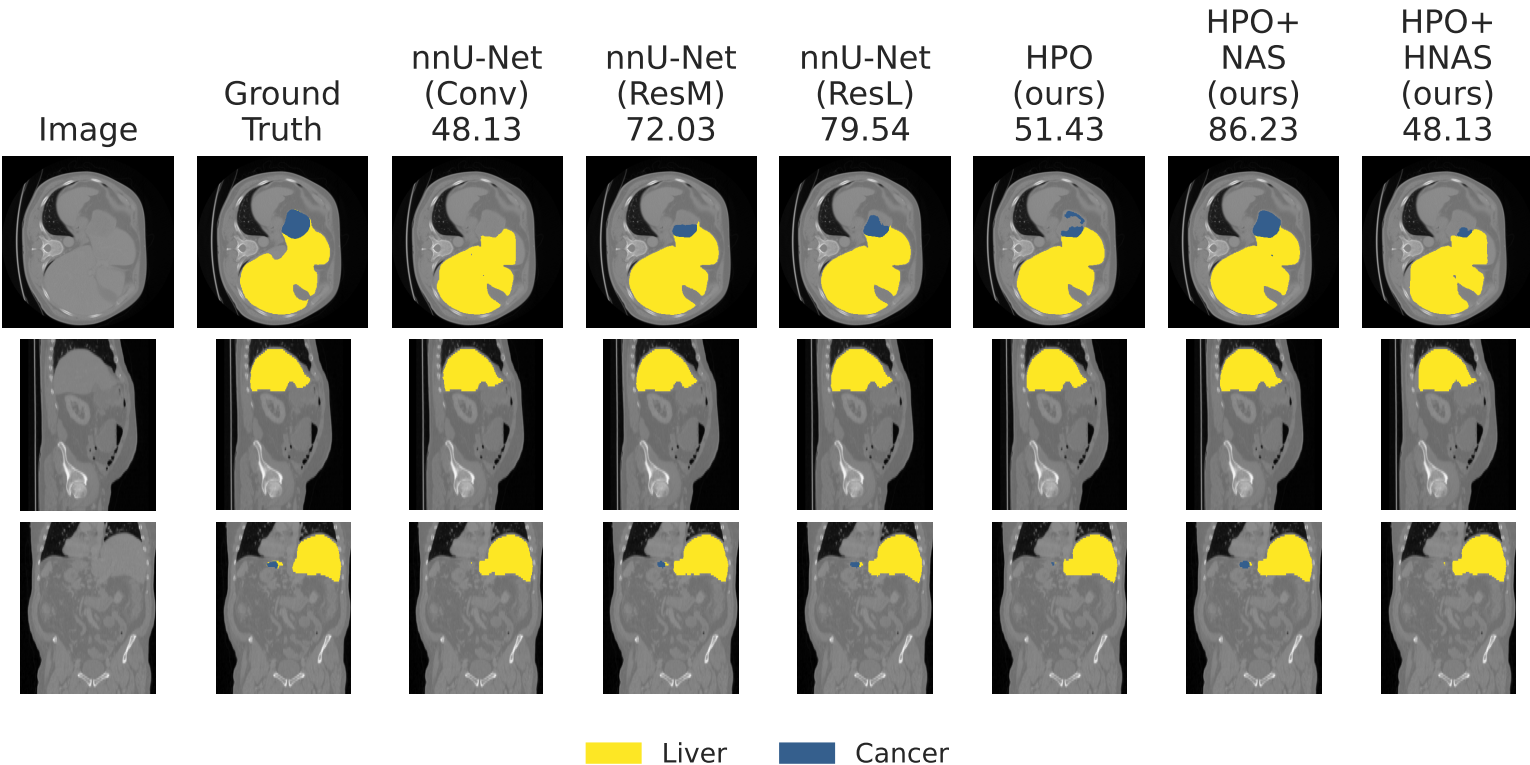 Image
Ground
Truth
nnU-Net
(Conv)
48.13
nnU-Net
(ResM)
72.03
nnU-Net
(ResL)
79.54
HPO
(ours)
51.43
HPO+
NAS
(ours)
86.23
HPO+
HNAS
(ours)
48.13
Liver
Cancer